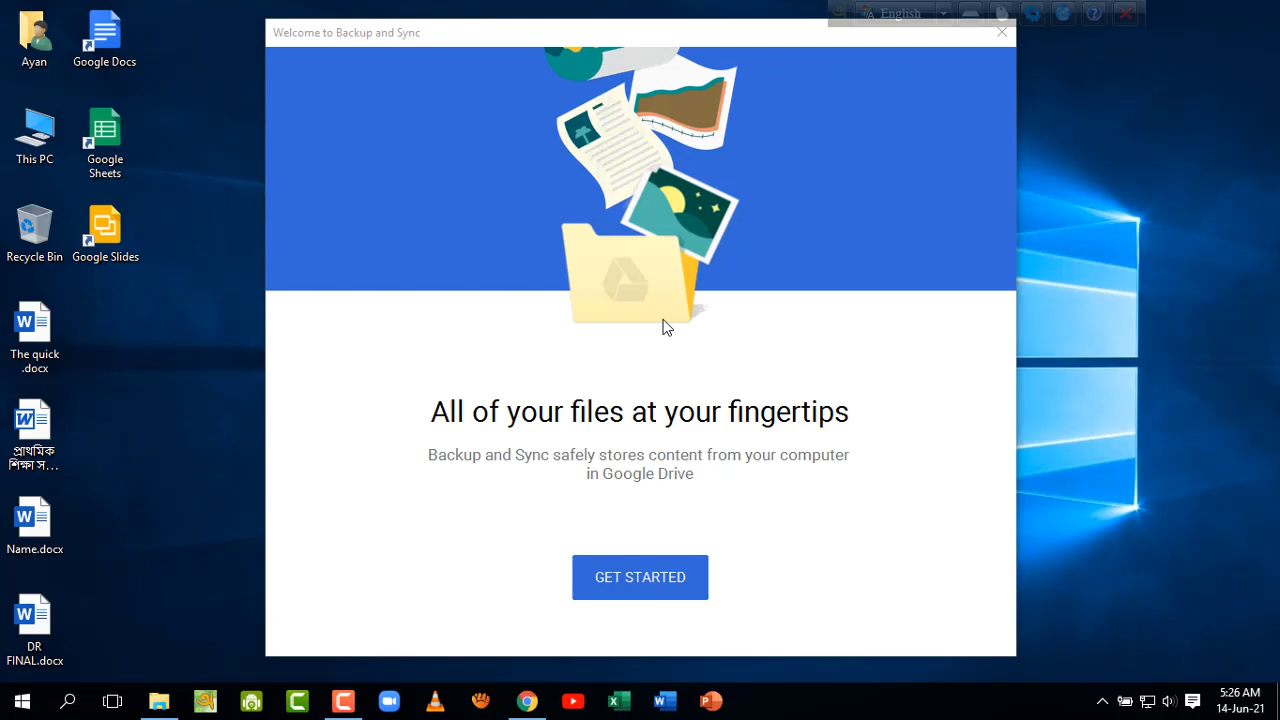 Welcome to Backup and Sync
English
Ayan
Google Docs
This PC
Google
Sheets
Recycle Bin
Google Slides
The quick
.docx
প্রাথমিক
শিক্ষা স...
Name.docx
DR
FINAL.docx
All of your files at your fingertips
Backup and Sync safely stores content from your computer
in Google Drive
GET STARTED
5:26 AM
14-Jun-21